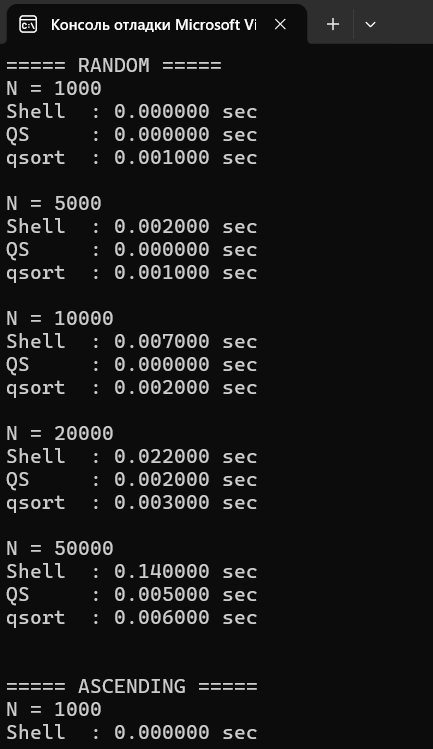 Консоль отладки Microsoft Vi
===== RANDOM =====
N = 1000
Shell  : 0.000000 sec
QS     : 0.000000 sec
qsort  : 0.001000 sec
N = 5000
Shell  : 0.002000 sec
QS     : 0.000000 sec
qsort  : 0.001000 sec
N = 10000
Shell  : 0.007000 sec
QS     : 0.000000 sec
qsort  : 0.002000 sec
N = 20000
Shell  : 0.022000 sec
QS     : 0.002000 sec
qsort  : 0.003000 sec
N = 50000
Shell  : 0.140000 sec
QS     : 0.005000 sec
qsort  : 0.006000 sec
===== ASCENDING =====
N = 1000
Shell  : 0.000000 sec